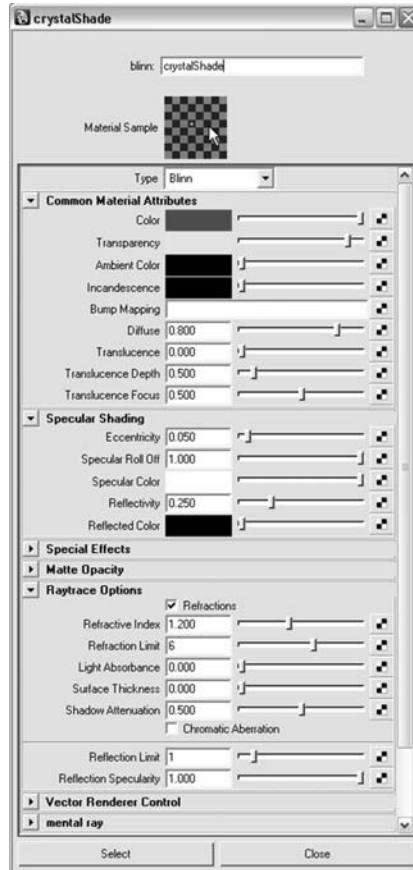 crystalShade
blinn: crystalShade
Material Sample
Type Blinn
Common Material Attributes
Color
Transparency
Ambient Color
Incandescence
Bump Mapping
Diffuse 0.800
Translucence 0.000
Translucence Depth 0.500
Translucence Focus 0.500
Specular Shading
Eccentricity 0.050
Specular Roll Off 1.000
Specular Color
Reflectivity 0.250
Reflected Color
Special Effects
Matte Opacity
Raytrace Options
Refractions
Refractive Index 1.200
Refraction Limit 6
Light Absorbance 0.000
Surface Thickness 0.000
Shadow Attenuation 0.500
Chromatic Aberration
Reflection Limit 1
Reflection Specularity 1.000
Vector Renderer Control
mental ray
Select Close